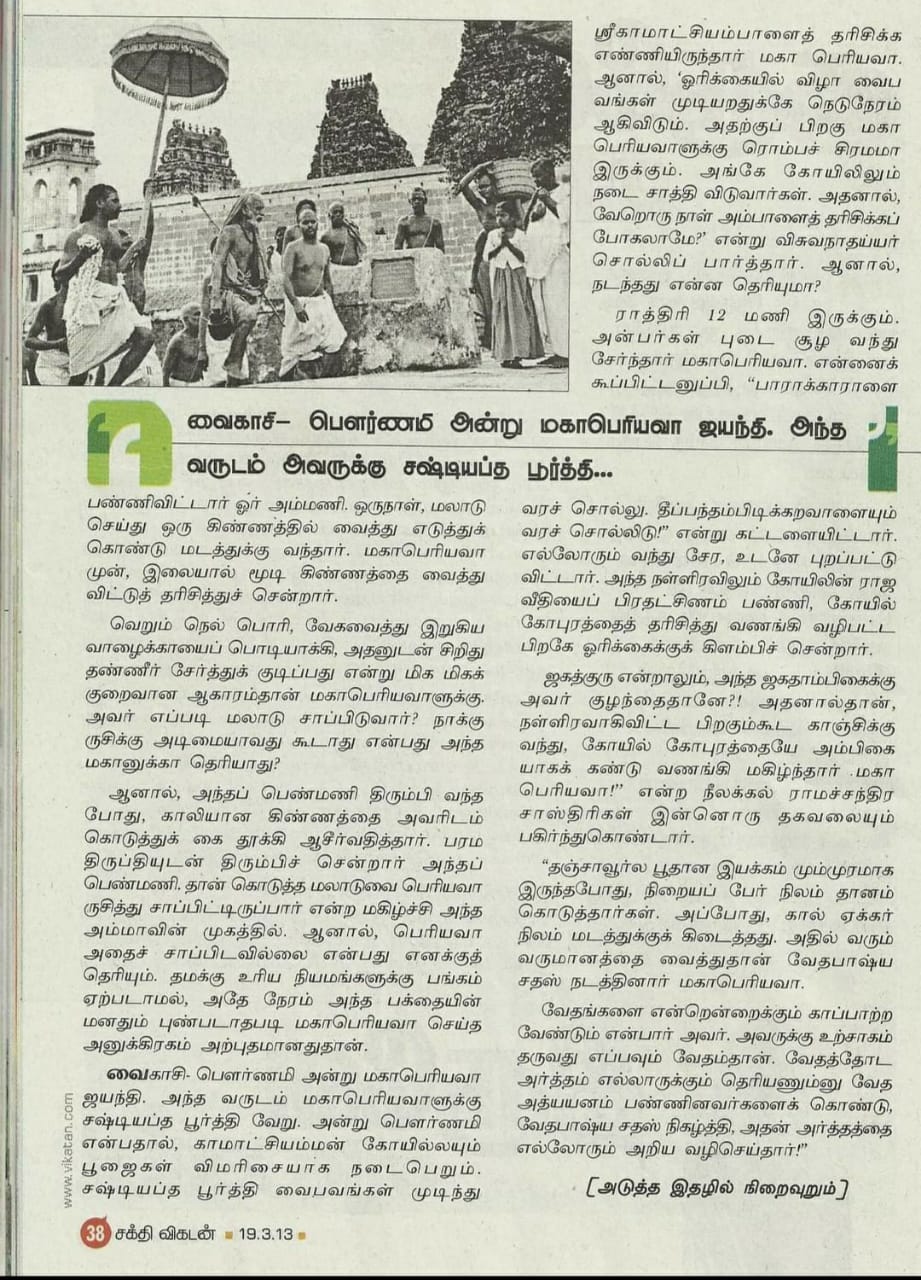 வைகாசி– பௌர்ணமி அன்று மகாபெரியவா ஜயந்தி. அந்த
வருடம் அவருக்கு சஷ்டியப்த பூர்த்தி...
பண்ணிவிட்டார் ஓர் அம்மணி. ஒருநாள், மலாடு
செய்து ஒரு கிண்ணத்தில் வைத்து எடுத்துக்
கொண்டு மடத்துக்கு வந்தார். மகாபெரியவா
முன், இலையால் மூடி கிண்ணத்தை வைத்து
விட்டுத் தரிசித்துச் சென்றார்.
வெறும் நெல் பொரி, வேகவைத்து இறுகிய
வாழைக்காயைப் பொடியாக்கி, அதனுடன் சிறிது
தண்ணீர் சேர்த்துக் குடிப்பது என்று மிக மிகக்
குறைவான ஆகாரம்தான் மகாபெரியவாளுக்கு.
அவர் எப்படி மலாடு சாப்பிடுவார்? நாக்கு
ருசிக்கு அடிமையாவது கூடாது என்பது அந்த
மகானுக்கா தெரியாது?
ஆனால், அந்தப் பெண்மணி திரும்பி வந்த
போது, காலியான கிண்ணத்தை அவரிடம்
கொடுத்துக் கை தூக்கி ஆசீர்வதித்தார். பரம
திருப்தியுடன் திரும்பிச் சென்றார் அந்தப்
பெண்மணி. தான் கொடுத்த மலாடுவை பெரியவா
ருசித்து சாப்பிட்டிருப்பார் என்ற மகிழ்ச்சி அந்த
அம்மாவின் முகத்தில். ஆனால், பெரியவா
அதைச் சாப்பிடவில்லை என்பது எனக்குத்
தெரியும். தமக்கு உரிய நியமங்களுக்கு பங்கம்
ஏற்படாமல், அதே நேரம் அந்த பக்தையின்
மனதும் புண்படாதபடி மகாபெரியவா செய்த
அனுக்கிரகம் அற்புதமானதுதான்.
வைகாசி- பௌர்ணமி அன்று மகாபெரியவா
ஜயந்தி. அந்த வருடம் மகாபெரியவாளுக்கு
சஷ்டியப்த பூர்த்தி வேறு. அன்று பௌர்ணமி
என்பதால், காமாட்சியம்மன் கோயில்லயும்
பூஜைகள் விமரிசையாக நடைபெறும்.
சஷ்டியப்த பூர்த்தி வைபவங்கள் முடிந்து
ஸ்ரீகாமாட்சியம்பாளைத் தரிசிக்க
எண்ணியிருந்தார் மகா பெரியவா.
ஆனால், ‘ஓரிக்கையில் விழா வைப
வங்கள் முடியறதுக்கே நெடுநேரம்
ஆகிவிடும். அதற்குப் பிறகு மகா
பெரியவாளுக்கு ரொம்பச் சிரமமா
இருக்கும். அங்கே கோயிலிலும்
நடை சாத்தி விடுவார்கள். அதனால்,
வேறொரு நாள் அம்பாளைத் தரிசிக்கப்
போகலாமே?’ என்று விசுவநாதய்யர்
சொல்லிப் பார்த்தார். ஆனால்,
நடந்தது என்ன தெரியுமா?
ராத்திரி 12 மணி இருக்கும்.
அன்பர்கள் புடை சூழ வந்து
சேர்ந்தார் மகாபெரியவா. என்னைக்
கூப்பிட்டனுப்பி, “பாராக்காராளை
வரச் சொல்லு. தீப்பந்தம்பிடிக்கறவாளையும்
வரச் சொல்லிடு!” என்று கட்டளையிட்டார்.
எல்லோரும் வந்து சேர, உடனே புறப்பட்டு
விட்டார். அந்த நள்ளிரவிலும் கோயிலின் ராஜ
வீதியைப் பிரதட்சிணம் பண்ணி, கோயில்
கோபுரத்தைத் தரிசித்து வணங்கி வழிபட்ட
பிறகே ஓரிக்கைக்குக் கிளம்பிச் சென்றார்.
ஜகத்குரு என்றாலும், அந்த ஜகதாம்பிகைக்கு
அவர் குழந்தைதானே?! அதனால்தான்,
நள்ளிரவாகிவிட்ட பிறகும்கூட காஞ்சிக்கு
வந்து, கோயில் கோபுரத்தையே அம்பிகை
யாகக் கண்டு வணங்கி மகிழ்ந்தார் மகா
பெரியவா!” என்ற நீலக்கல் ராமச்சந்திர
சாஸ்திரிகள் இன்னொரு தகவலையும்
பகிர்ந்துகொண்டார்.
“தஞ்சாவூர்ல பூதான இயக்கம் மும்முரமாக
இருந்தபோது, நிறையப் பேர் நிலம் தானம்
கொடுத்தார்கள். அப்போது, கால் ஏக்கர்
நிலம் மடத்துக்குக் கிடைத்தது. அதில் வரும்
வருமானத்தை வைத்துதான் வேதபாஷ்ய
சதஸ் நடத்தினார் மகாபெரியவா.
வேதங்களை என்றென்றைக்கும் காப்பாற்ற
வேண்டும் என்பார் அவர். அவருக்கு உற்சாகம்
தருவது எப்பவும் வேதம்தான். வேதத்தோட
அர்த்தம் எல்லாருக்கும் தெரியணும்னு வேத
அத்யயனம் பண்ணினவர்களைக் கொண்டு,
வேதபாஷ்ய சதஸ் நிகழ்த்தி, அதன் அர்த்தத்தை
எல்லோரும் அறிய வழிசெய்தார்!”
[அடுத்த இதழில் நிறைவுறும்]
www.vikatan.com
38 சக்தி விகடன் 19.3.13